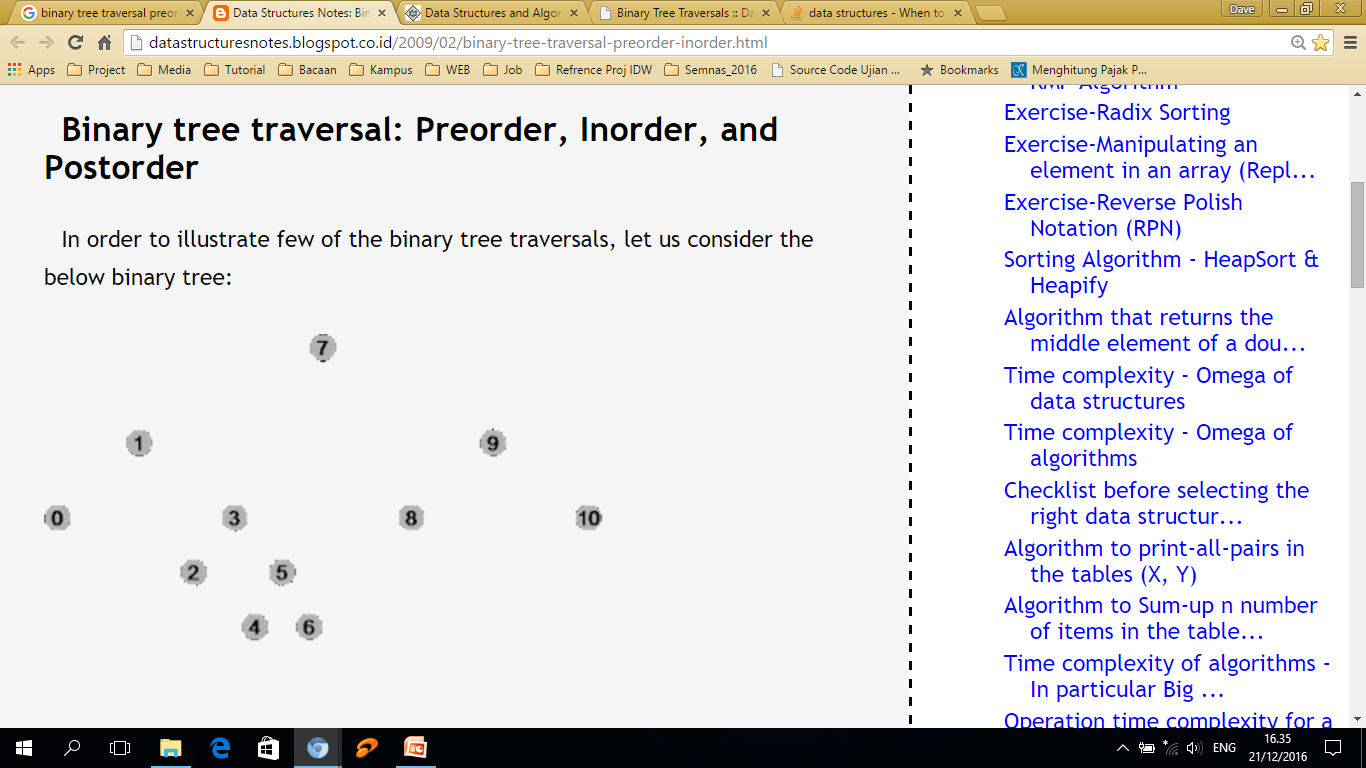 binary tree traversal preor
Data Structures Notes: Bin
Data Structures and Algor
Binary Tree Traversals :: Da
data structures - When to
Dave
datastructuresnotes.blogspot.co.id/2009/02/binary-tree-traversal-preorder-inorder.html
Apps Project Media Tutorial Bacaan Kampus WEB Job Refrence Proj IDW Semnas_2016 Source Code Ujian ... Bookmarks Menghitung Pajak P...
Binary tree traversal: Preorder, Inorder, and
Postorder
In order to illustrate few of the binary tree traversals, let us consider the
below binary tree:
7
1 9
0 3 8 10
2 5
4 6
KMP Algorithm
Exercise-Radix Sorting
Exercise-Manipulating an
element in an array (Repl...
Exercise-Reverse Polish
Notation (RPN)
Sorting Algorithm - HeapSort &
Heapify
Algorithm that returns the
middle element of a dou...
Time complexity - Omega of
data structures
Time complexity - Omega of
algorithms
Checklist before selecting the
right data structur...
Algorithm to print-all-pairs in
the tables (X, Y)
Algorithm to Sum-up n number
of items in the table...
Time complexity of algorithms -
In particular Big ...
Operation time complexity for a
ENG
16.35
21/12/2016